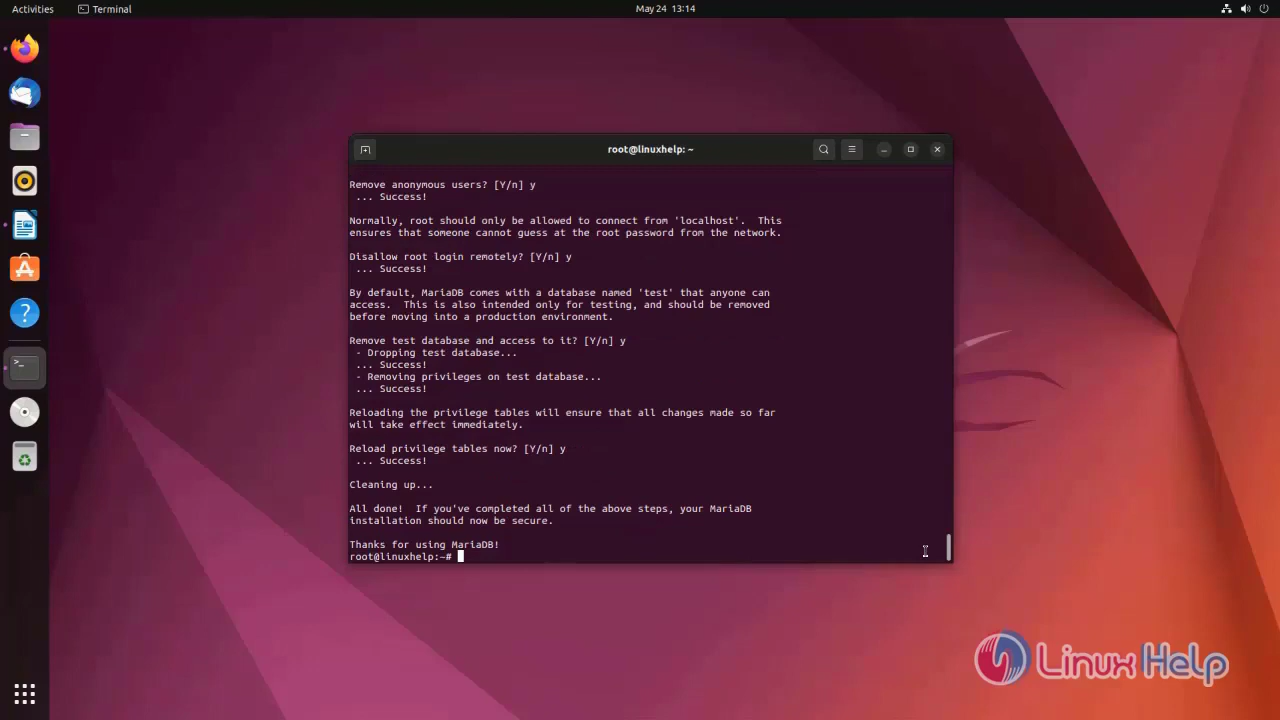 Activities
Terminal
May 24 13:14
root@linuxhelp: ~
Remove anonymous users? [Y/n] y
... Success!
Normally, root should only be allowed to connect from 'localhost'.  This
ensures that someone cannot guess at the root password from the network.
Disallow root login remotely? [Y/n] y
... Success!
By default, MariaDB comes with a database named 'test' that anyone can
access.  This is also intended only for testing, and should be removed
before moving into a production environment.
Remove test database and access to it? [Y/n] y
- Dropping test database...
... Success!
- Removing privileges on test database...
... Success!
Reloading the privilege tables will ensure that all changes made so far
will take effect immediately.
Reload privilege tables now? [Y/n] y
... Success!
Cleaning up...
All done!  If you've completed all of the above steps, your MariaDB
installation should now be secure.
Thanks for using MariaDB!
root@linuxhelp:~#
Linux Help